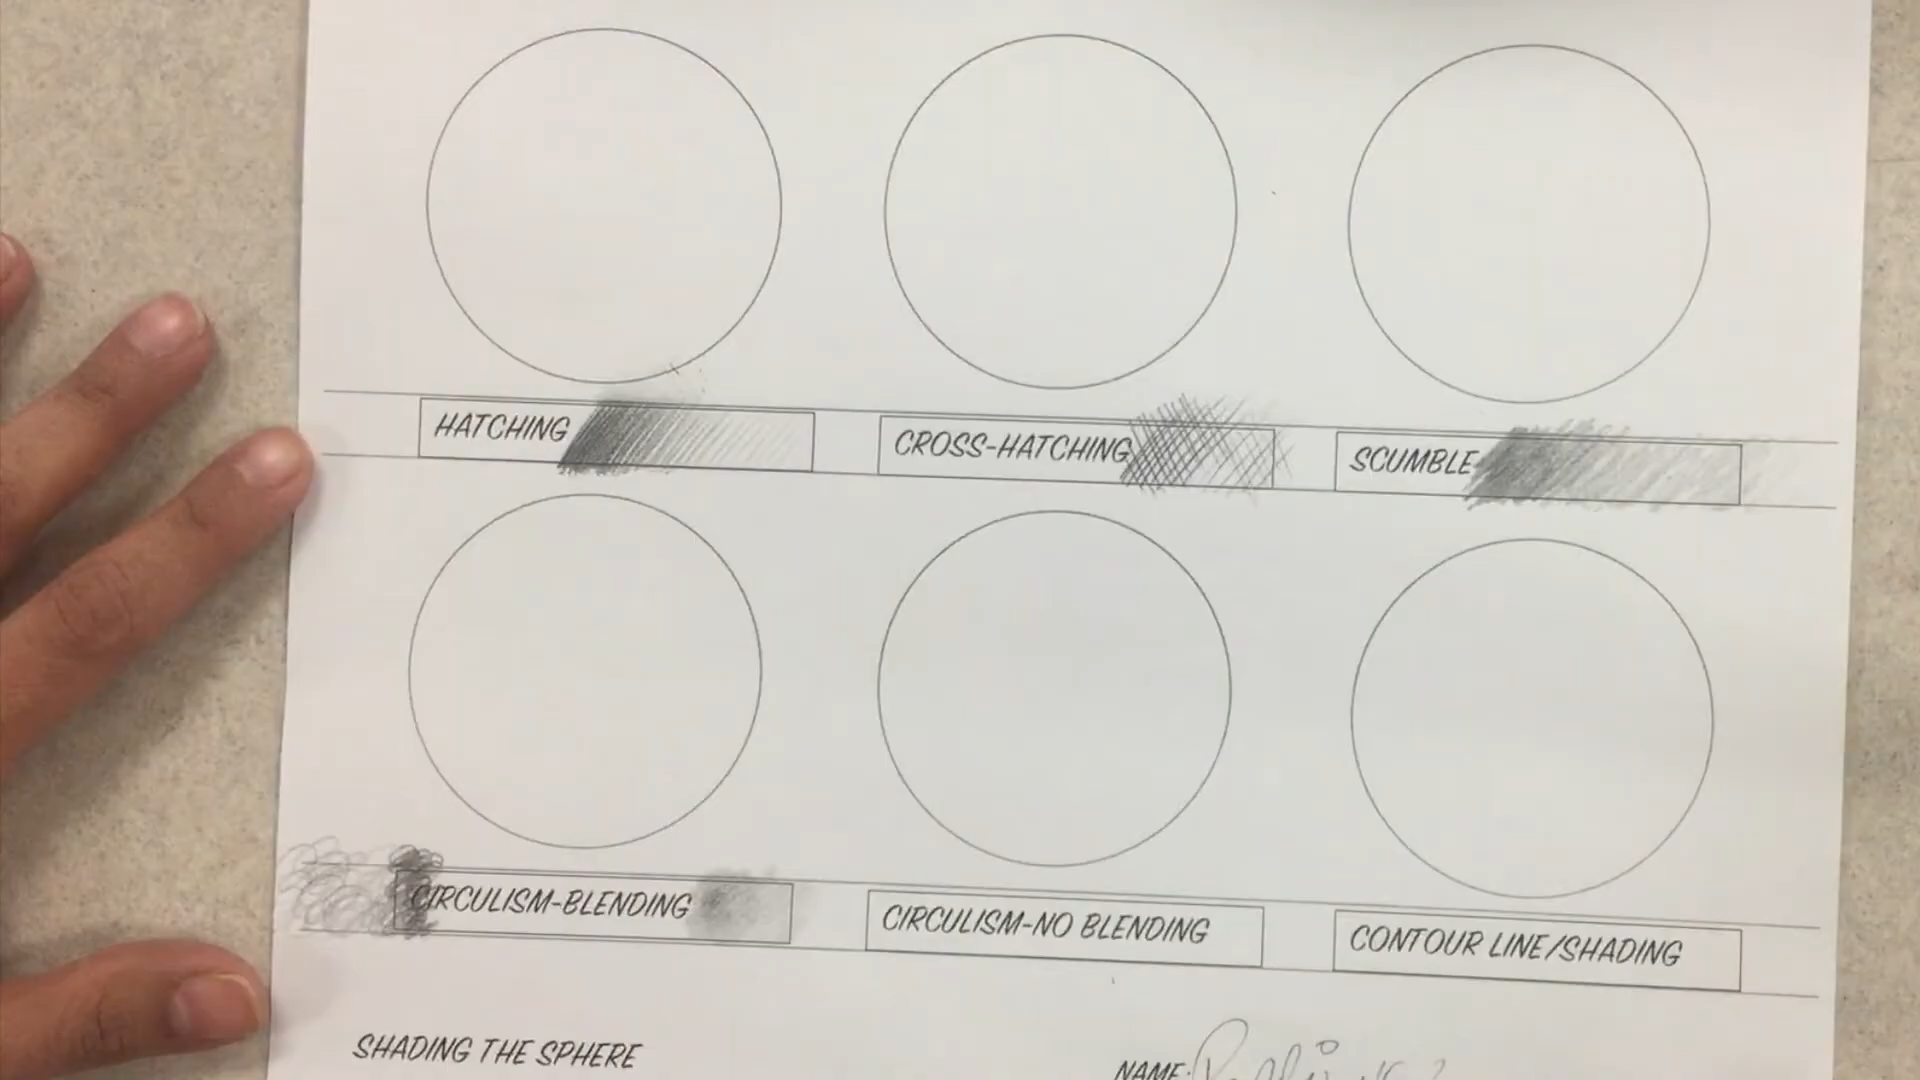 HATCHING
CROSS-HATCHING
SCUMBLE
CIRCULISM-BLENDING
CIRCULISM-NO BLENDING
CONTOUR LINE/SHADING
SHADING THE SPHERE
NAME: